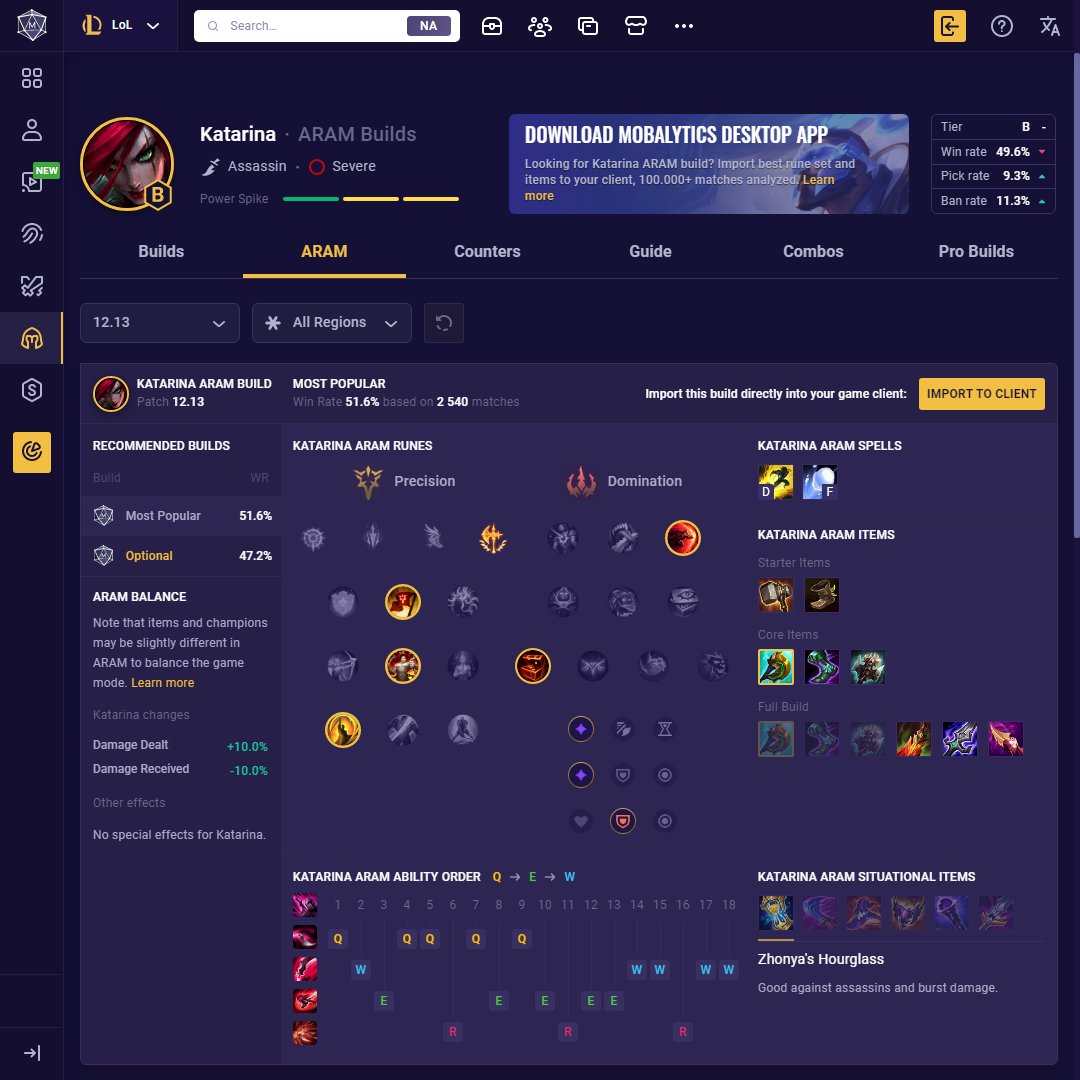 LoL
Search...
NA
NEW
Katarina · ARAM Builds
Assassin · Severe
Power Spike
B
DOWNLOAD MOBALYTICS DESKTOP APP
Looking for Katarina ARAM build? Import best rune set and
items to your client, 100.000+ matches analyzed. Learn
more
Tier B -
Win rate 49.6%
Pick rate 9.3%
Ban rate 11.3%
Builds ARAM Counters Guide Combos Pro Builds
12.13
All Regions
KATARINA ARAM BUILD
Patch 12.13
MOST POPULAR
Win Rate 51.6% based on 2 540 matches
Import this build directly into your game client:
IMPORT TO CLIENT
RECOMMENDED BUILDS
Build WR
Most Popular 51.6%
Optional 47.2%
ARAM BALANCE
Note that items and champions
may be slightly different in
ARAM to balance the game
mode. Learn more
Katarina changes
Damage Dealt +10.0%
Damage Received -10.0%
Other effects
No special effects for Katarina.
KATARINA ARAM RUNES
Precision
Domination
KATARINA ARAM SPELLS
D F
KATARINA ARAM ITEMS
Starter Items
Core Items
Full Build
KATARINA ARAM ABILITY ORDER Q → E → W
1 2 3 4 5 6 7 8 9 10 11 12 13 14 15 16 17 18
Q Q Q Q Q
W W W W W
E E E E E
R R R
KATARINA ARAM SITUATIONAL ITEMS
Zhonya's Hourglass
Good against assassins and burst damage.